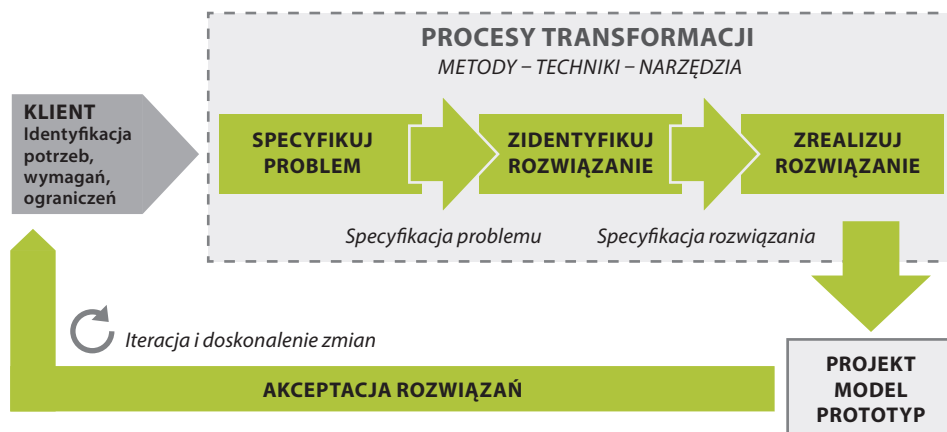 PROCESY TRANSFORMACJI
METODY – TECHNIKI – NARZĘDZIA
KLIENT
Identyfikacja
potrzeb,
wymagań,
ograniczeń
SPECYFIKUJ
PROBLEM
ZIDENTYFIKUJ
ROZWIĄZANIE
ZREALIZUJ
ROZWIĄZANIE
Specyfikacja problemu
Specyfikacja rozwiązania
Iteracja i doskonalenie zmian
AKCEPTACJA ROZWIĄZAŃ
PROJEKT
MODEL
PROTOTYP